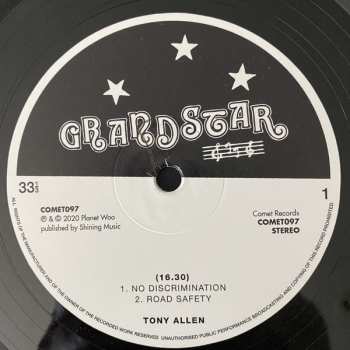 GRANDSTAR
33⅓
1
COMET097
℗ & © 2020 Planet Woo
published by Shining Music
Comet Records
COMET097
STEREO
(16.30)
1. NO DISCRIMINATION
2. ROAD SAFETY
TONY ALLEN
ALL RIGHTS OF THE MANUFACTURER AND OF THE OWNER OF THE RECORDED WORK RESERVED UNAUTHORISED PUBLIC PERFORMANCE BROADCASTING AND COPYING OF THIS RECORD PROHIBITED